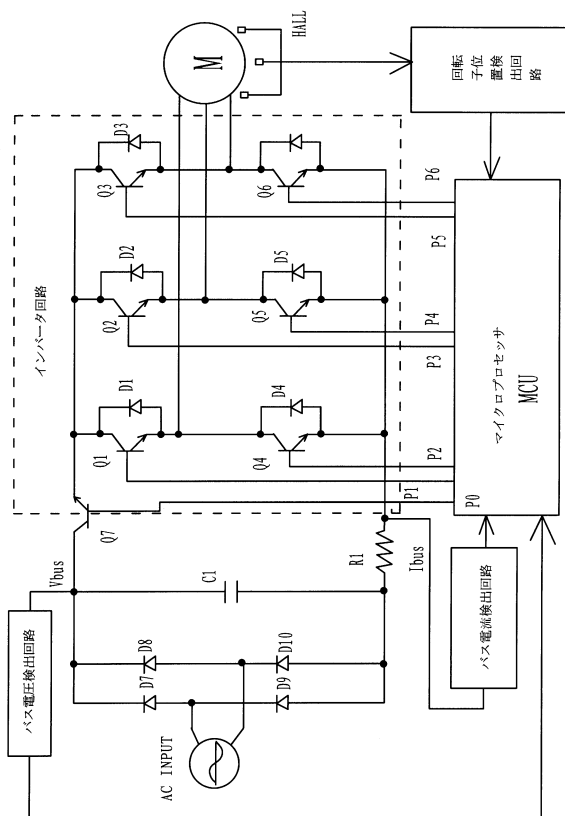 バス電圧検出回路
AC INPUT
D7
D8
D9
D10
Vbus
C1
R1
Ibus
バス電流検出回路
Q7
インバータ回路
Q1
D1
Q2
D2
Q3
D3
Q4
D4
Q5
D5
Q6
M
HALL
回転
子位
置検
出回
路
P0
P1
P2
P3
P4
P5
P6
マイクロプロセッサ
MCU